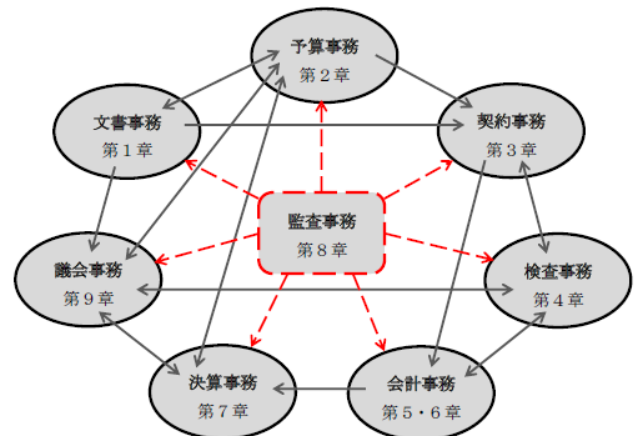 予算事務
第２章
文書事務
第１章
契約事務
第３章
監査事務
第８章
議会事務
第９章
検査事務
第４章
決算事務
第７章
会計事務
第５・６章